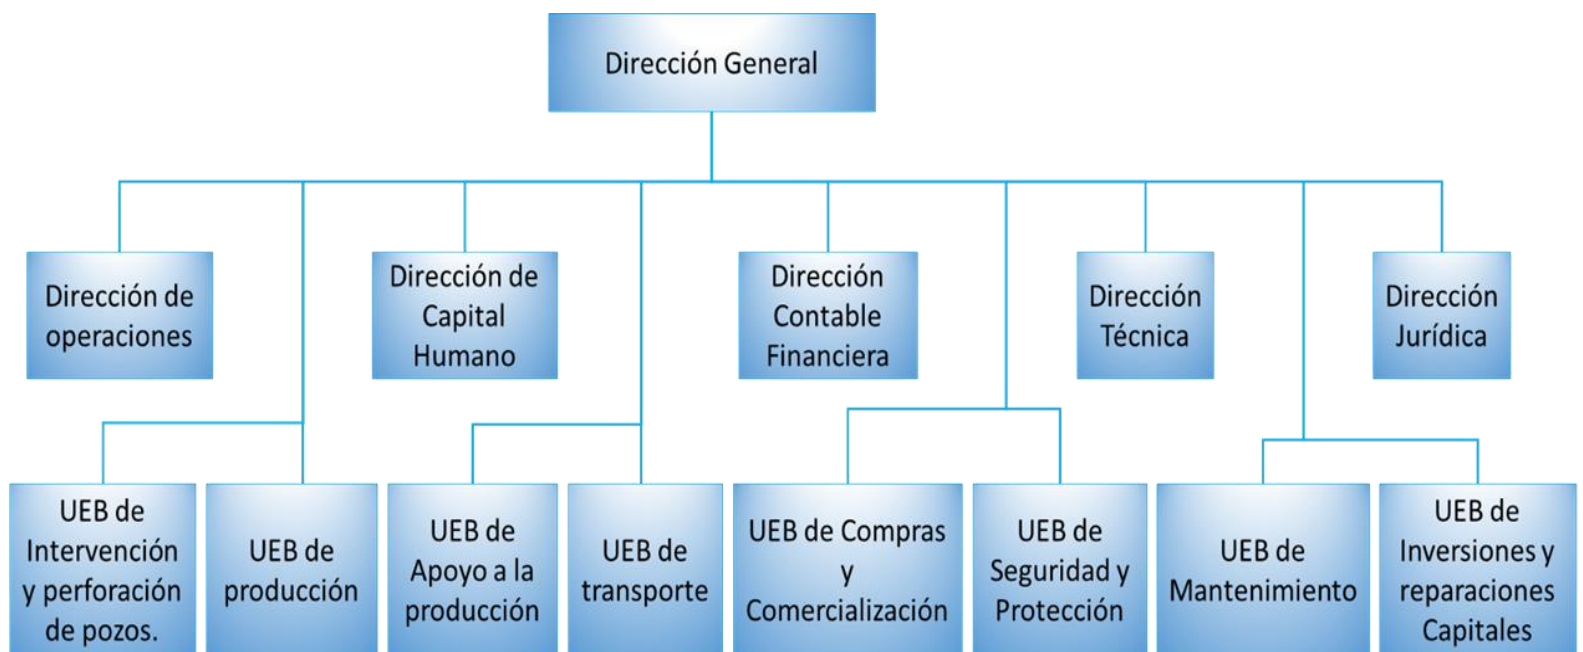 Dirección General
Dirección de
operaciones
Dirección de
Capital
Humano
Dirección
Contable
Financiera
Dirección
Técnica
Dirección
Jurídica
UEB de
Intervención
y perforación
de pozos.
UEB de
producción
UEB de
Apoyo a la
producción
UEB de
transporte
UEB de Compras
y
Comercialización
UEB de
Seguridad y
Protección
UEB de
Mantenimiento
UEB de
Inversiones y
reparaciones
Capitales